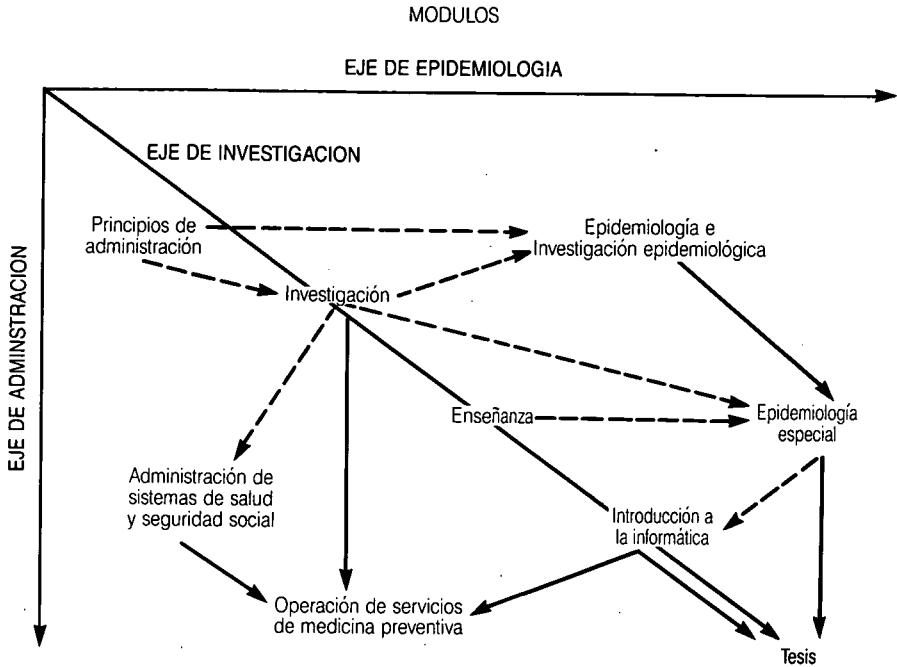 MODULOS
EJE DE EPIDEMIOLOGIA
EJE DE INVESTIGACION
EJE DE ADMINSTRACION
Principios de
administración
Epidemiología e
Investigación epidemiológica
Investigación
Enseñanza
Epidemiología
especial
Administración de
sistemas de salud
y seguridad social
Introducción a
la informática
Operación de servicios
de medicina preventiva
Tesis